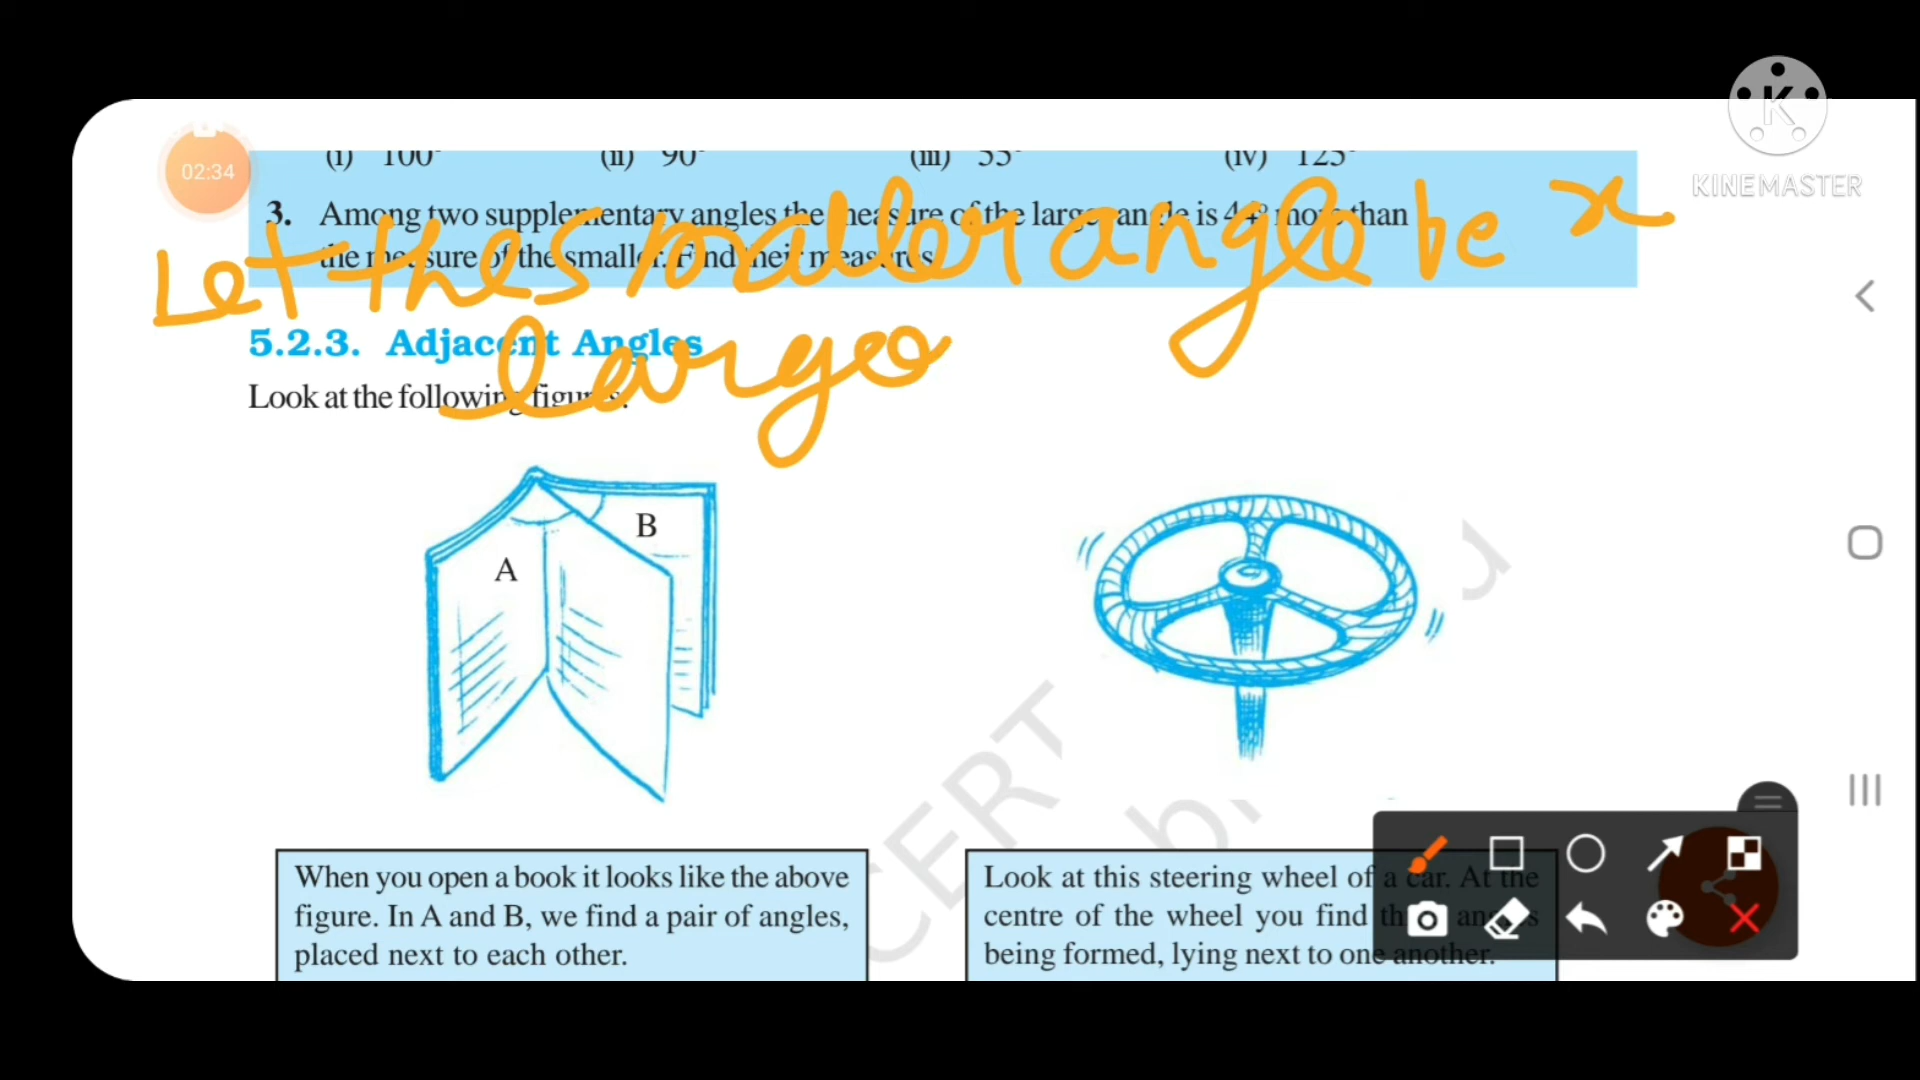 KINEMASTER
02:34
(i) 100° (ii) 90° (iii) 55° (iv) 125°
3. Among two supplementary angles the measure of the larger angle is 44° more than
the measure of the smaller. Find their measures.
Let the smaller angle be x
large
5.2.3. Adjacent Angles
Look at the following figures:
A
B
When you open a book it looks like the above
figure. In A and B, we find a pair of angles,
placed next to each other.
Look at this steering wheel of a car. At the
centre of the wheel you find three angles
being formed, lying next to one another.